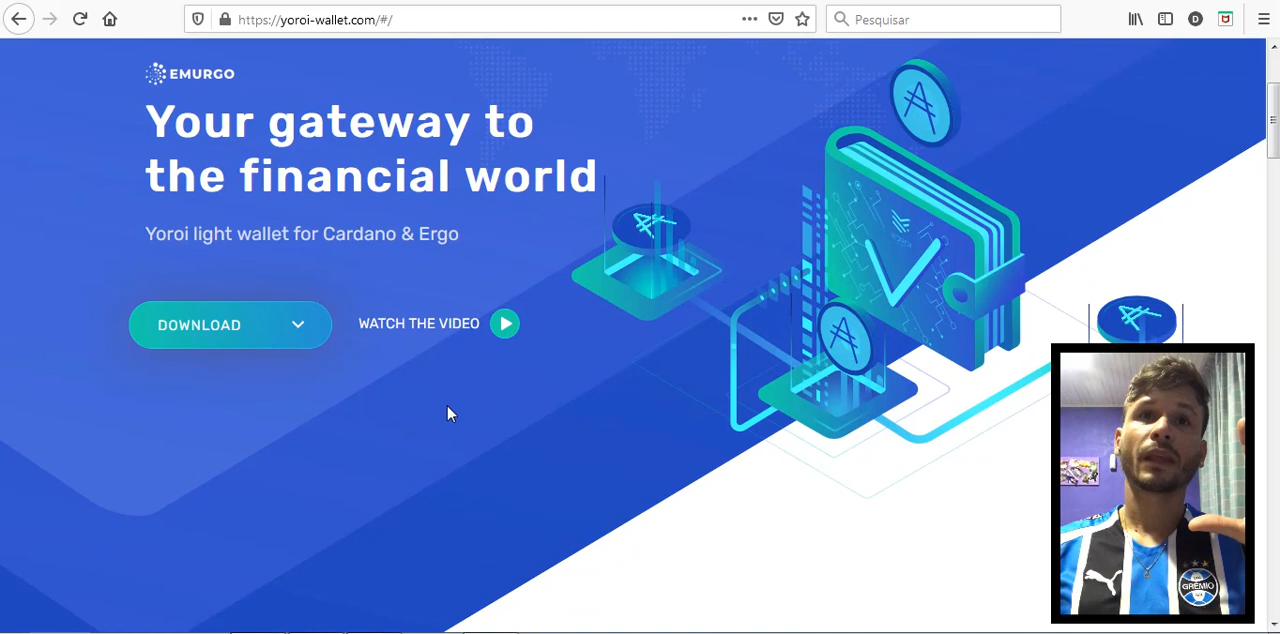 https://yoroi-wallet.com/#/
Pesquisar
D
EMURGO
Your gateway to
the financial world
Yoroi light wallet for Cardano & Ergo
DOWNLOAD
WATCH THE VIDEO
GRÊMIO